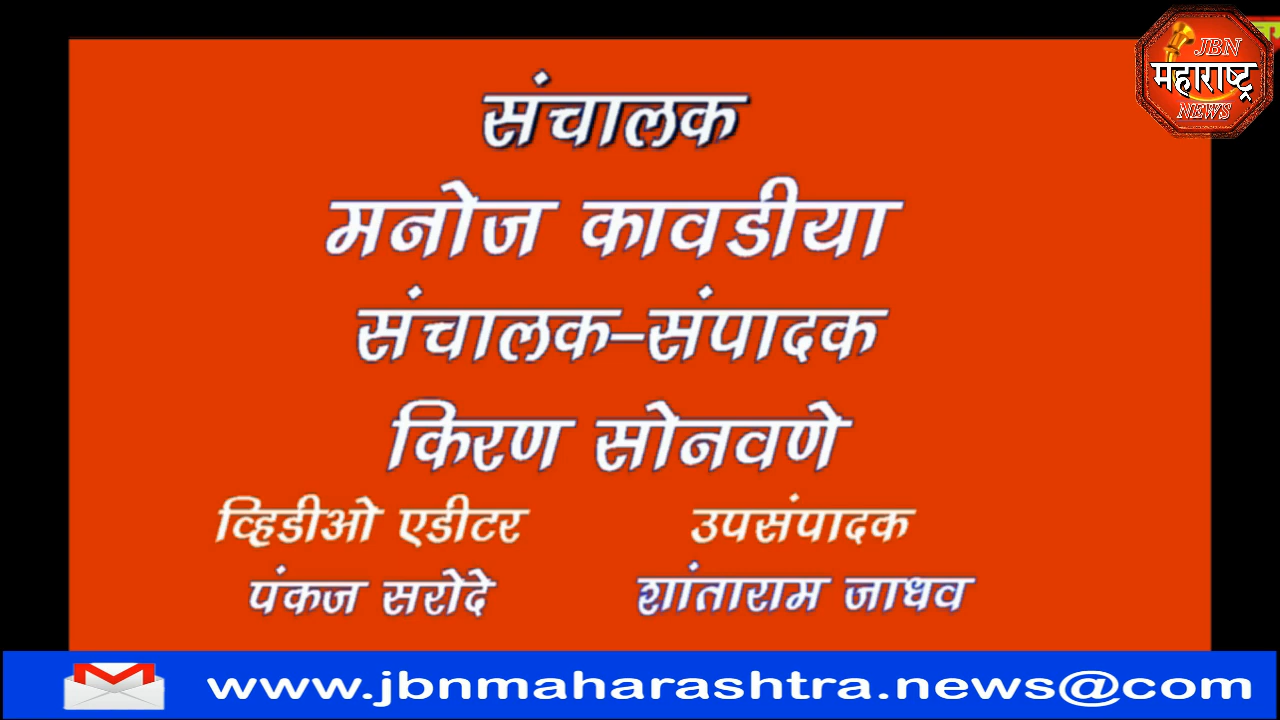 JBN
महाराष्ट्र
NEWS
संचालक
मनोज कावडीया
संचालक–संपादक
किरण सोनवणे
व्हिडीओ एडीटर उपसंपादक
पंकज सरोदे शांताराम जाधव
www.jbnmaharashtra.news@com